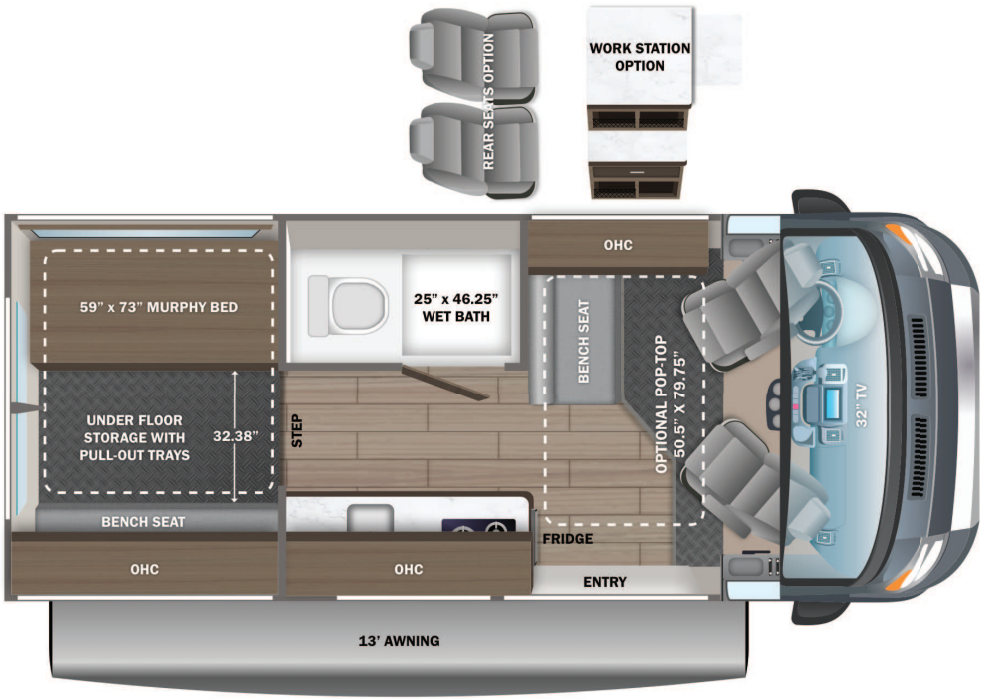 REAR SEATS OPTION
WORK STATION
OPTION
OHC
59" x 73" MURPHY BED
25" x 46.25"
WET BATH
BENCH SEAT
OPTIONAL POP-TOP
50.5" X 79.75"
32" TV
UNDER FLOOR
STORAGE WITH
PULL-OUT TRAYS
32.38"
STEP
BENCH SEAT
FRIDGE
OHC
OHC
ENTRY
13' AWNING